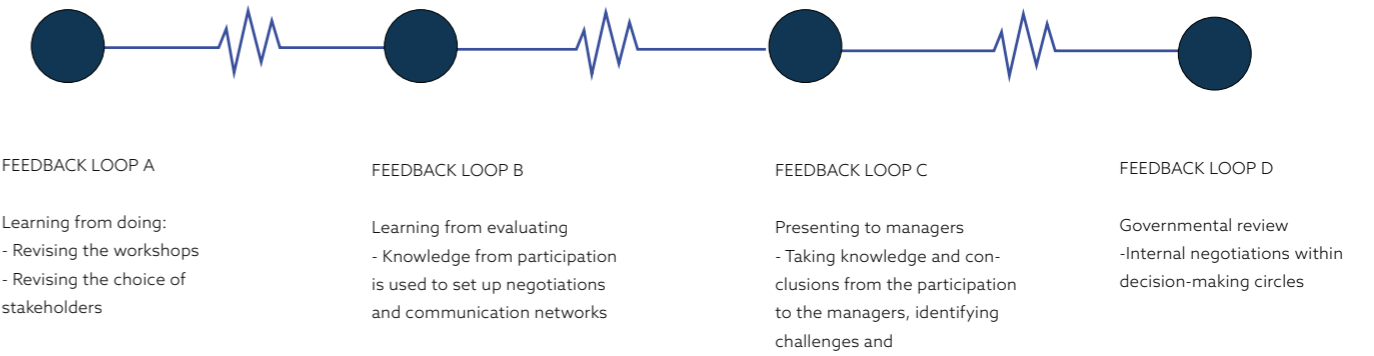 FEEDBACK LOOP A
Learning from doing:
- Revising the workshops
- Revising the choice of
stakeholders
FEEDBACK LOOP B
Learning from evaluating
- Knowledge from participation
is used to set up negotiations
and communication networks
FEEDBACK LOOP C
Presenting to managers
- Taking knowledge and con-
clusions from the participation
to the managers, identifying
challenges and
FEEDBACK LOOP D
Governmental review
-Internal negotiations within
decision-making circles